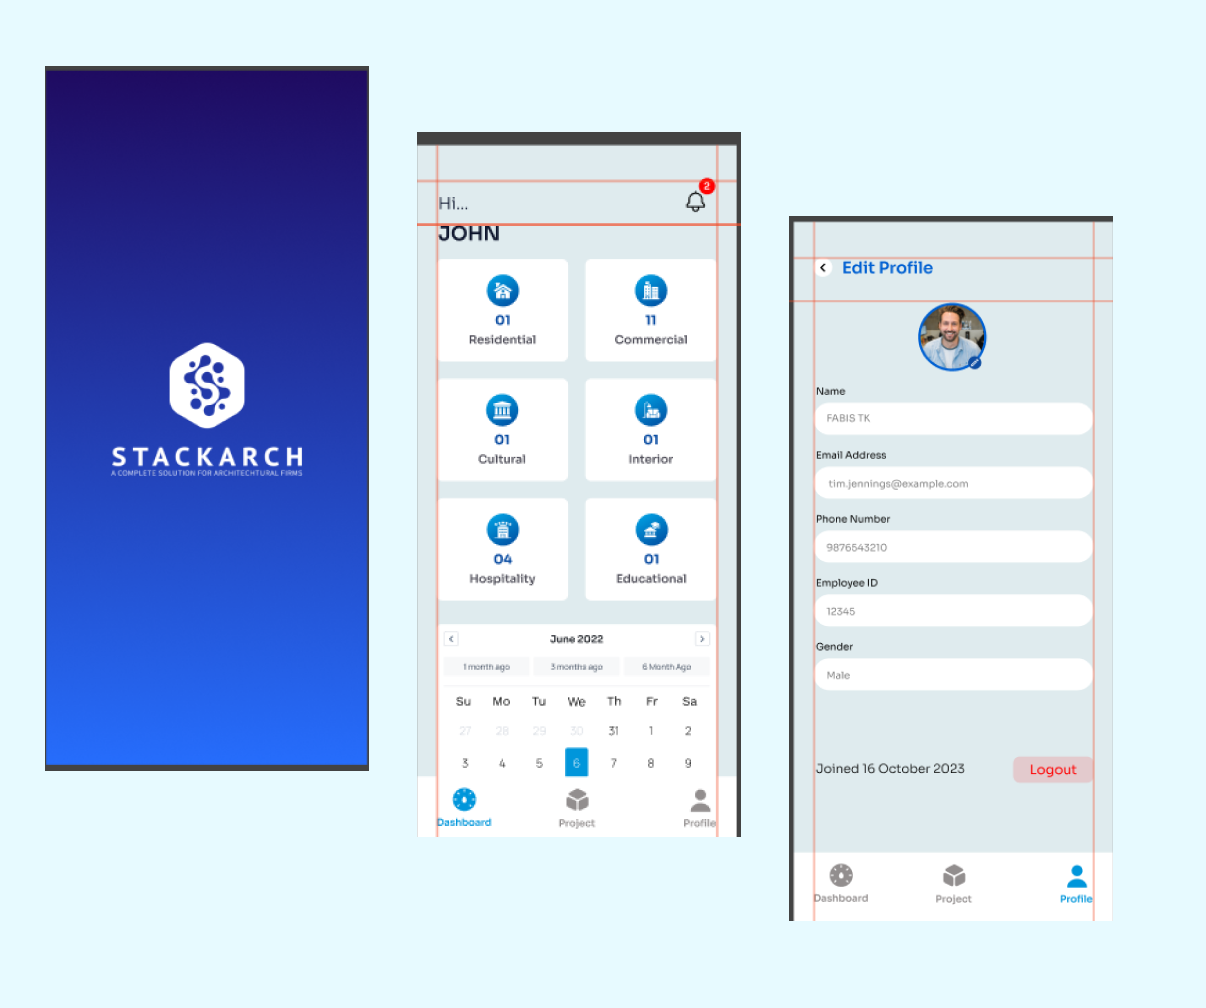 STACKARCH
A COMPLETE SOLUTION FOR ARCHITECHTURAL FIRMS
Hi...
2
JOHN
01
Residential
11
Commercial
01
Cultural
01
Interior
04
Hospitality
01
Educational
June 2022
1 month ago 3 months ago 6 Month Ago
Su Mo Tu We Th Fr Sa
27 28 29 30 31 1 2
3 4 5 6 7 8 9
Dashboard Project Profile
Edit Profile
Name
FABIS TK
Email Address
tim.jennings@example.com
Phone Number
9876543210
Employee ID
12345
Gender
Male
Joined 16 October 2023 Logout
Dashboard Project Profile